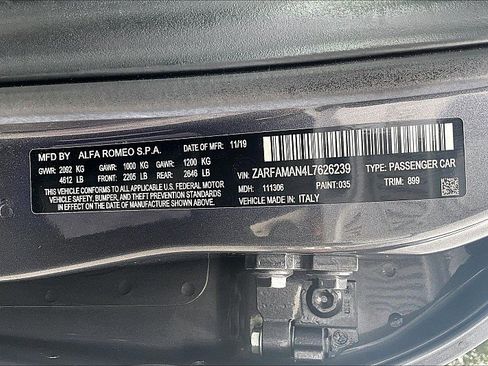 MFD BY ALFA ROMEO S.P.A. DATE OF MFR. 11/19
GVWR: 2092 KG GAWR: 1000 KG GAWR: 1200 KG
4612 LB FRONT: 2205 LB REAR: 2646 LB
THIS VEHICLE CONFORMS TO ALL APPLICABLE U.S. FEDERAL MOTOR
VEHICLE SAFETY, BUMPER, AND THEFT PREVENTION STANDARDS IN
EFFECT ON THE DATE OF MANUFACTURE SHOWN ABOVE.
VIN: ZARFAMAN4L7626239 TYPE: PASSENGER CAR
MDH: 111306 PAINT:035 TRIM: 899
MADE IN: ITALY